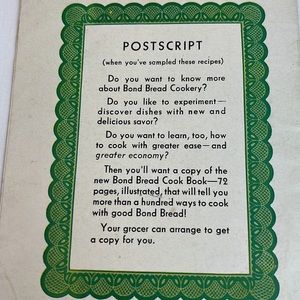 POSTSCRIPT
(when you've sampled these recipes)
Do you want to know more
about Bond Bread Cookery?
Do you like to experiment—
discover dishes with new and
delicious savor?
Do you want to learn, too, how
to cook with greater ease—and
greater economy?
Then you'll want a copy of the
new Bond Bread Cook Book—72
pages, illustrated, that will tell you
more than a hundred ways to cook
with good Bond Bread!
Your grocer can arrange to get
a copy for you.